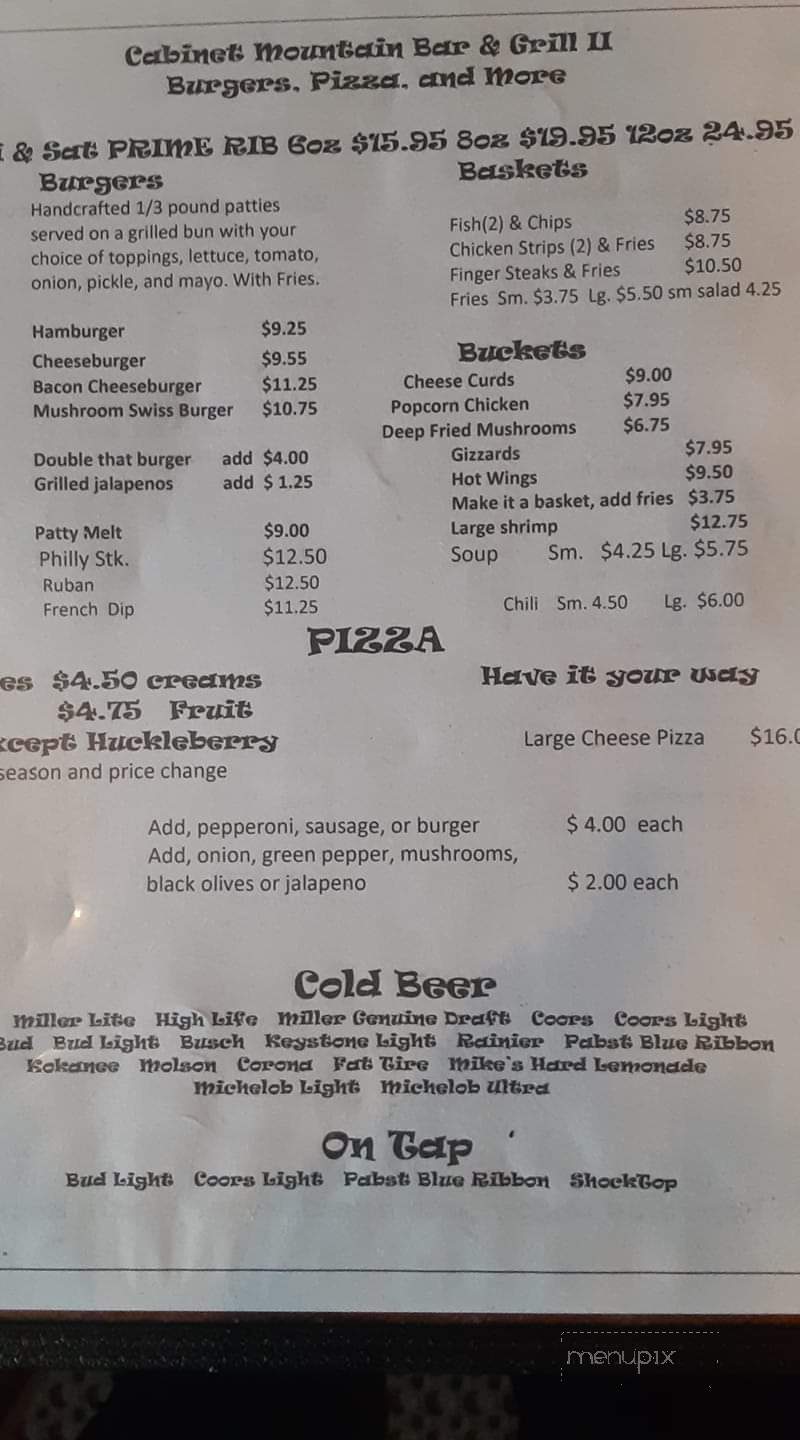 Cabinet Mountain Bar & Grill II
Burgers, Pizza, and More
& Sat PRIME RIB 6oz $15.95 8oz $19.95 12oz 24.95
Burgers
Handcrafted 1/3 pound patties
served on a grilled bun with your
choice of toppings, lettuce, tomato,
onion, pickle, and mayo. With Fries.
Hamburger $9.25
Cheeseburger $9.55
Bacon Cheeseburger $11.25
Mushroom Swiss Burger $10.75
Double that burger add $4.00
Grilled jalapenos add $ 1.25
Patty Melt $9.00
Philly Stk. $12.50
Ruban $12.50
French Dip $11.25
Baskets
Fish(2) & Chips $8.75
Chicken Strips (2) & Fries $8.75
Finger Steaks & Fries $10.50
Fries Sm. $3.75 Lg. $5.50 sm salad 4.25
Buckets
Cheese Curds $9.00
Popcorn Chicken $7.95
Deep Fried Mushrooms $6.75
Gizzards $7.95
Hot Wings $9.50
Make it a basket, add fries $3.75
Large shrimp $12.75
Soup Sm. $4.25 Lg. $5.75
Chili Sm. 4.50 Lg. $6.00
PIZZA
es $4.50 creams
$4.75 Fruit
xcept Huckleberry
season and price change
Have it your way
Large Cheese Pizza $16.0
Add, pepperoni, sausage, or burger $ 4.00 each
Add, onion, green pepper, mushrooms,
black olives or jalapeno $ 2.00 each
Cold Beer
Miller Lite High Life Miller Genuine Draft Coors Coors Light
Bud Bud Light Busch Keystone Light Rainier Pabst Blue Ribbon
Kokanee Molson Corona Fat Tire Mike's Hard Lemonade
Michelob Light Michelob Ultra
On Tap
Bud Light Coors Light Pabst Blue Ribbon ShockTop
menupix